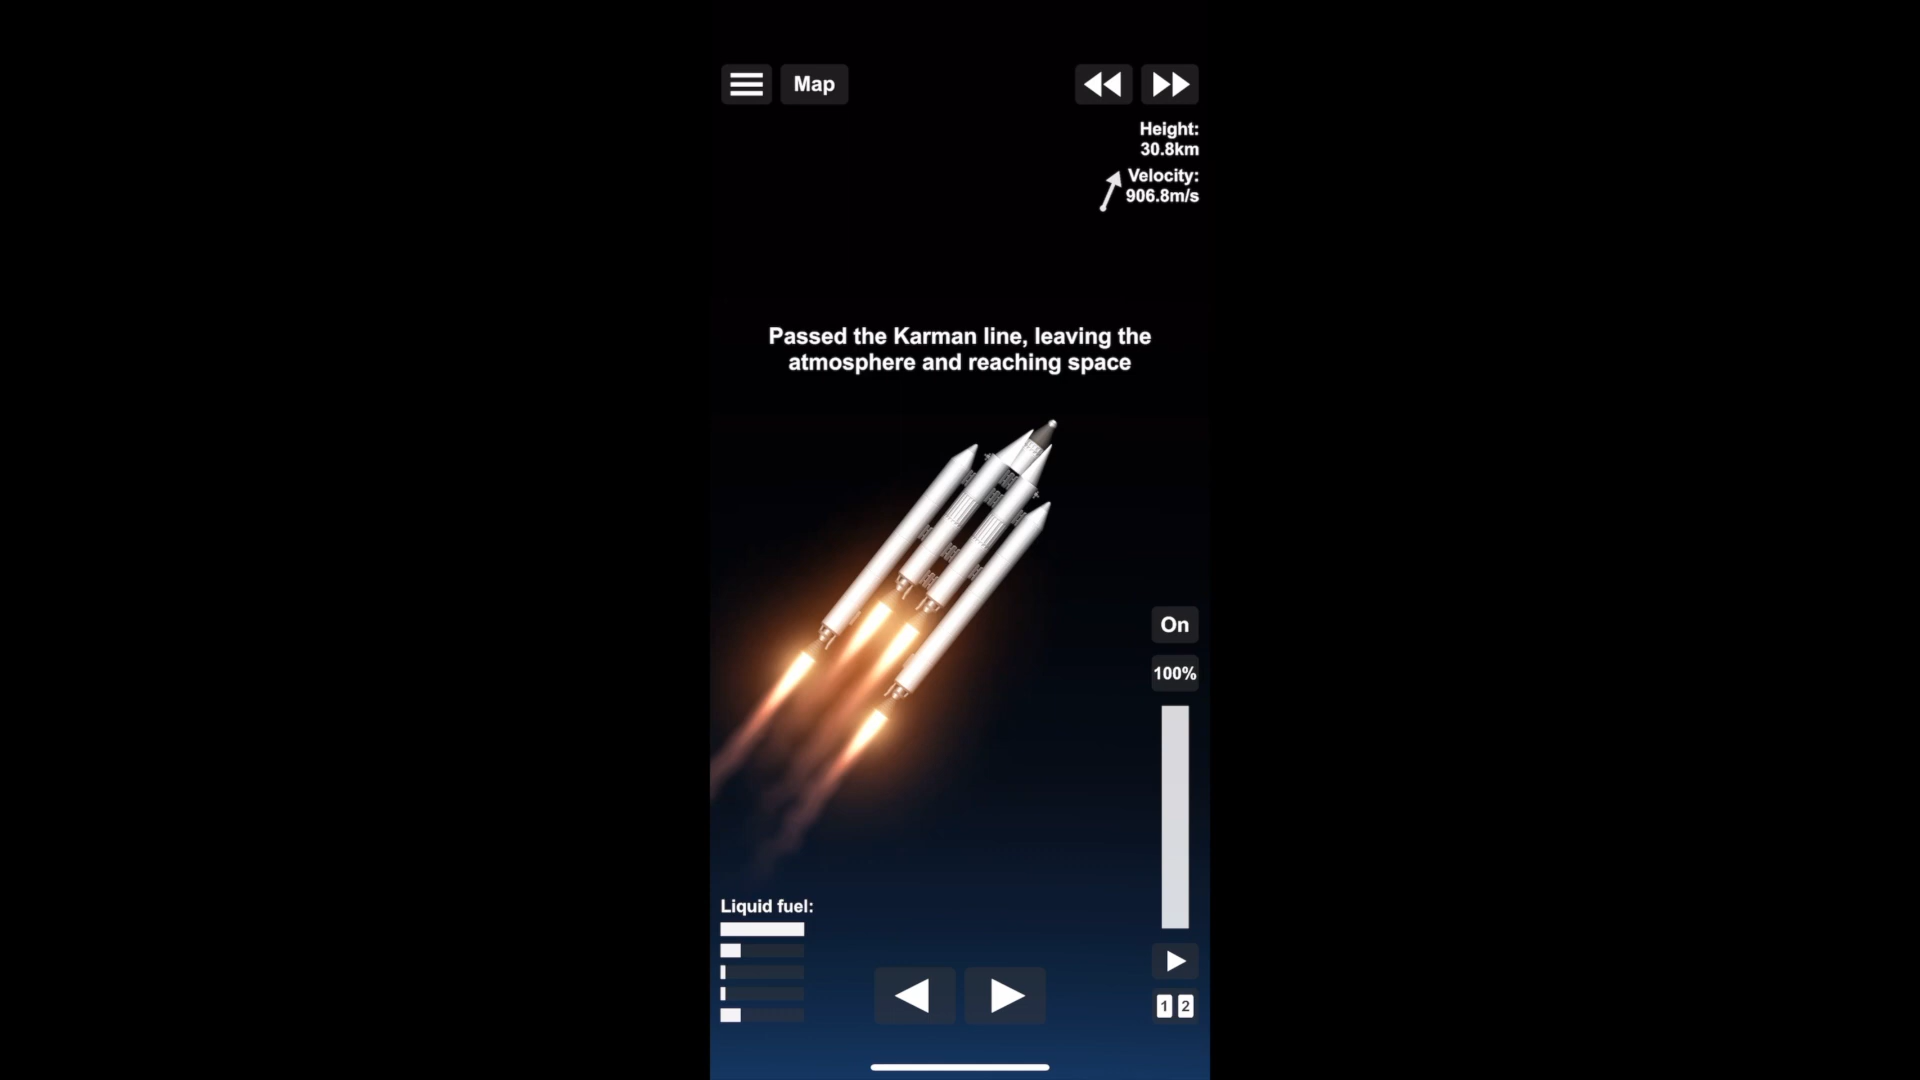 Map
Height:
30.8km
Velocity:
906.8m/s
Passed the Karman line, leaving the
atmosphere and reaching space
On
100%
Liquid fuel:
1 2